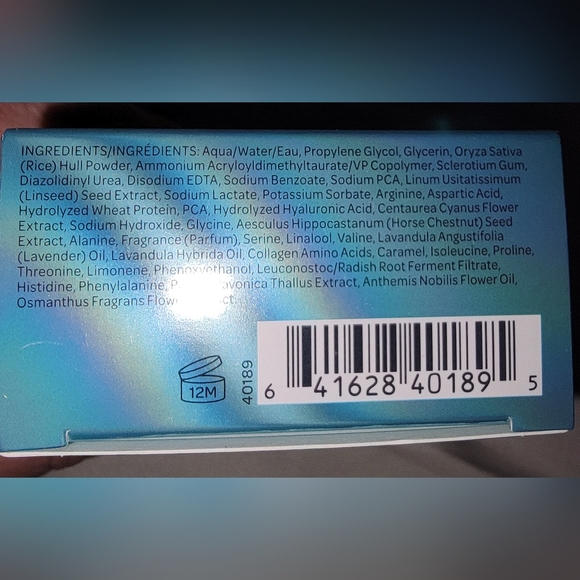 INGREDIENTS/INGRÉDIENTS: Aqua/Water/Eau, Propylene Glycol, Glycerin, Oryza Sativa
(Rice) Hull Powder, Ammonium Acryloyldimethyltaurate/VP Copolymer, Sclerotium Gum,
Diazolidinyl Urea, Disodium EDTA, Sodium Benzoate, Sodium PCA, Linum Usitatissimum
(Linseed) Seed Extract, Sodium Lactate, Potassium Sorbate, Arginine, Aspartic Acid,
Hydrolyzed Wheat Protein, PCA, Hydrolyzed Hyaluronic Acid, Centaurea Cyanus Flower
Extract, Sodium Hydroxide, Glycine, Aesculus Hippocastanum (Horse Chestnut) Seed
Extract, Alanine, Fragrance (Parfum), Serine, Linalool, Valine, Lavandula Angustifolia
(Lavender) Oil, Lavandula Hybrida Oil, Collagen Amino Acids, Caramel, Isoleucine, Proline,
Threonine, Limonene, Phenoxyethanol, Leuconostoc/Radish Root Ferment Filtrate,
Histidine, Phenylalanine, Thallus Extract, Anthemis Nobilis Flower Oil,
Osmanthus Fragrans
12M
40189
6 41628 40189 5